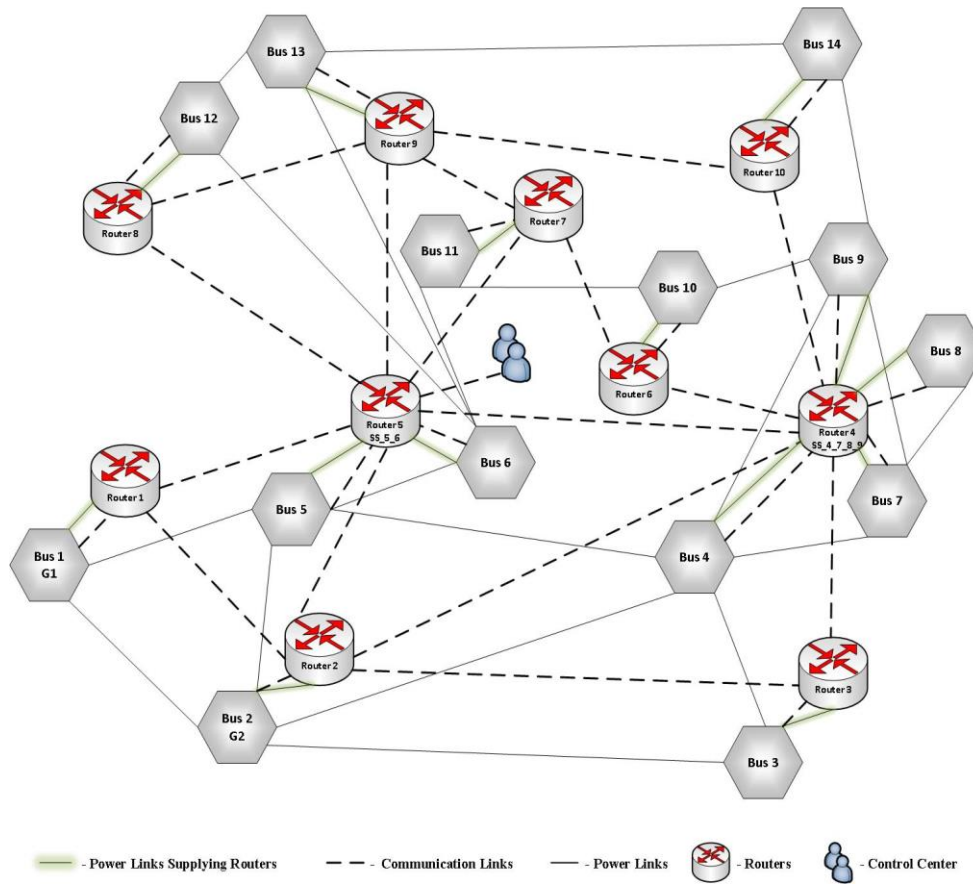 Bus 13
Bus 14
Bus 12
Router 9
Router 10
Router 8
Router 7
Bus 11
Bus 9
Bus 10
Bus 8
Router 6
Router 5
SS_5_6
Router 4
SS_4_7_8_9
Bus 6
Router 1
Bus 7
Bus 5
Bus 1
G1
Bus 4
Router 2
Router 3
Bus 2
G2
Bus 3
- Power Links Supplying Routers
- Communication Links
- Power Links
- Routers
- Control Center